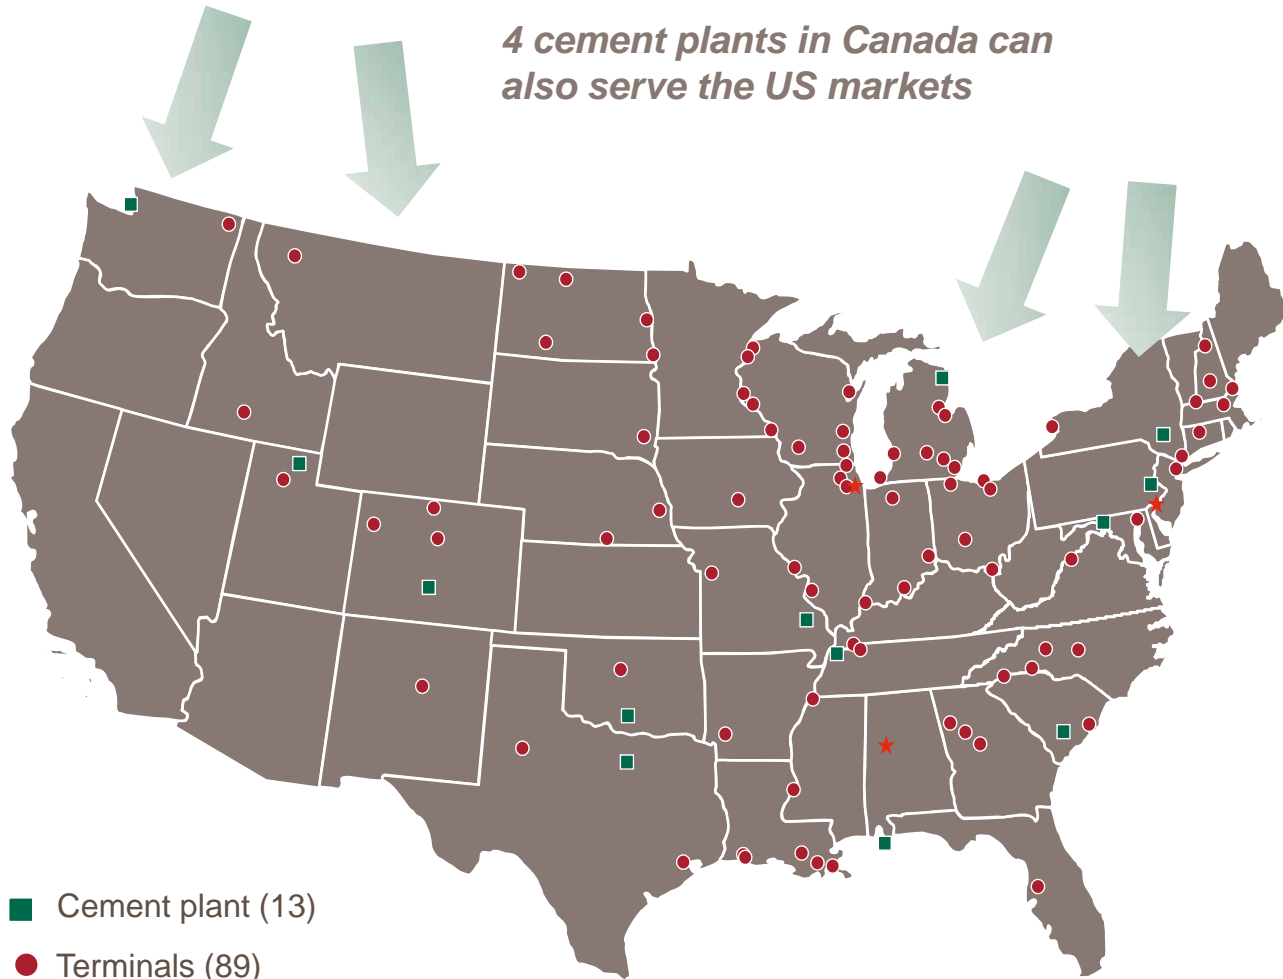 4 cement plants in Canada can
also serve the US markets
Cement plant (13)
Terminals (89)